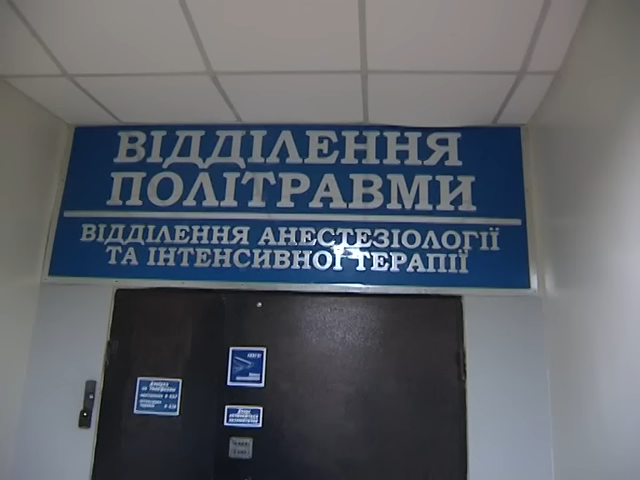 ВІДДІЛЕННЯ
ПОЛІТРАВМИ
ВІДДІЛЕННЯ АНЕСТЕЗІОЛОГІЇ
ТА ІНТЕНСИВНОЇ ТЕРАПІЇ